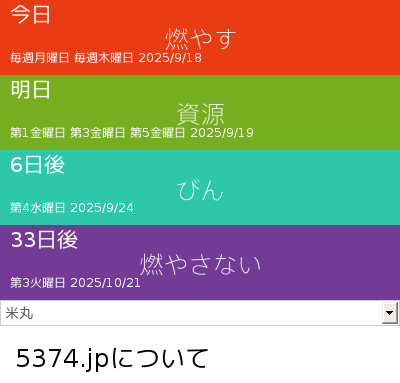 今日
燃やす
毎週月曜日 毎週木曜日 2025/9/18
明日
資源
第1金曜日 第3金曜日 第5金曜日 2025/9/19
6日後
びん
第4水曜日 2025/9/24
33日後
燃やさない
第3火曜日 2025/10/21
米丸
5374.jpについて